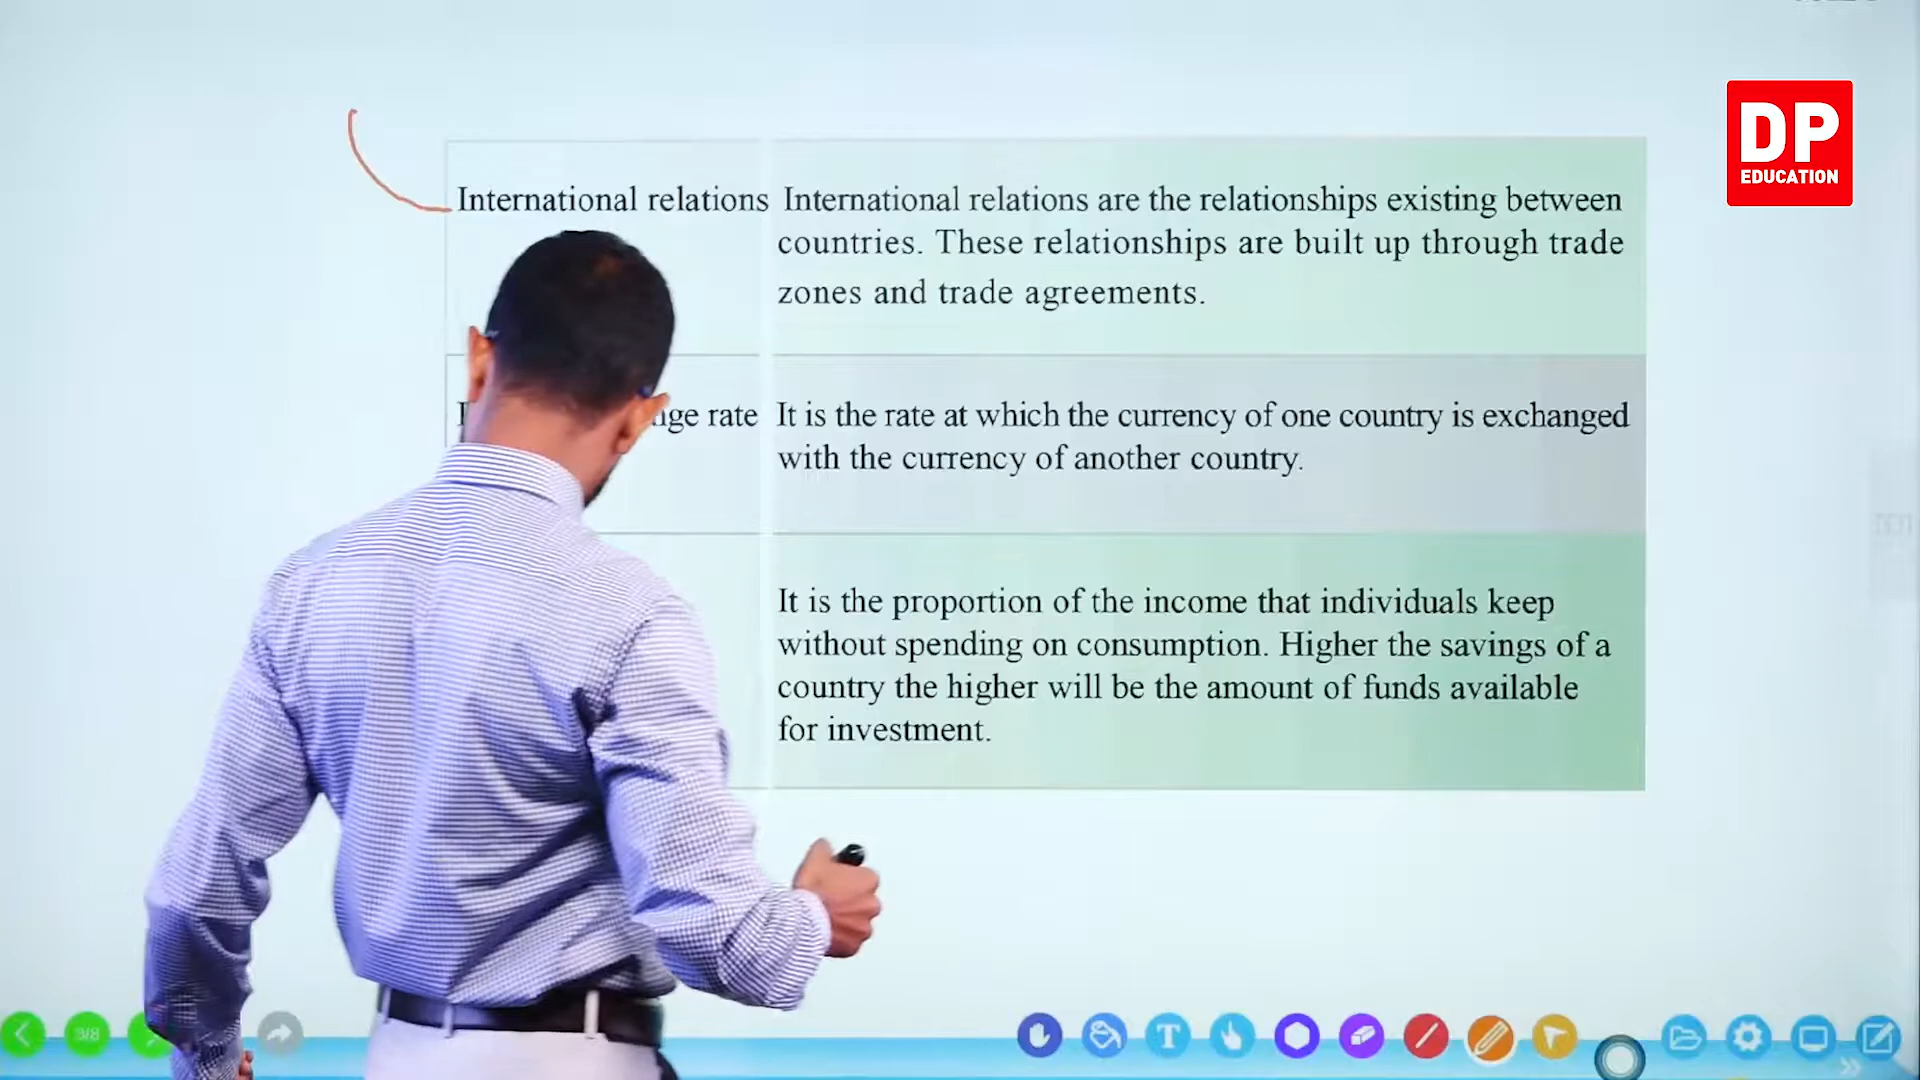 DP
EDUCATION
International relations
International relations are the relationships existing between
countries. These relationships are built up through trade
zones and trade agreements.
rate
It is the rate at which the currency of one country is exchanged
with the currency of another country.
It is the proportion of the income that individuals keep
without spending on consumption. Higher the savings of a
country the higher will be the amount of funds available
for investment.
T